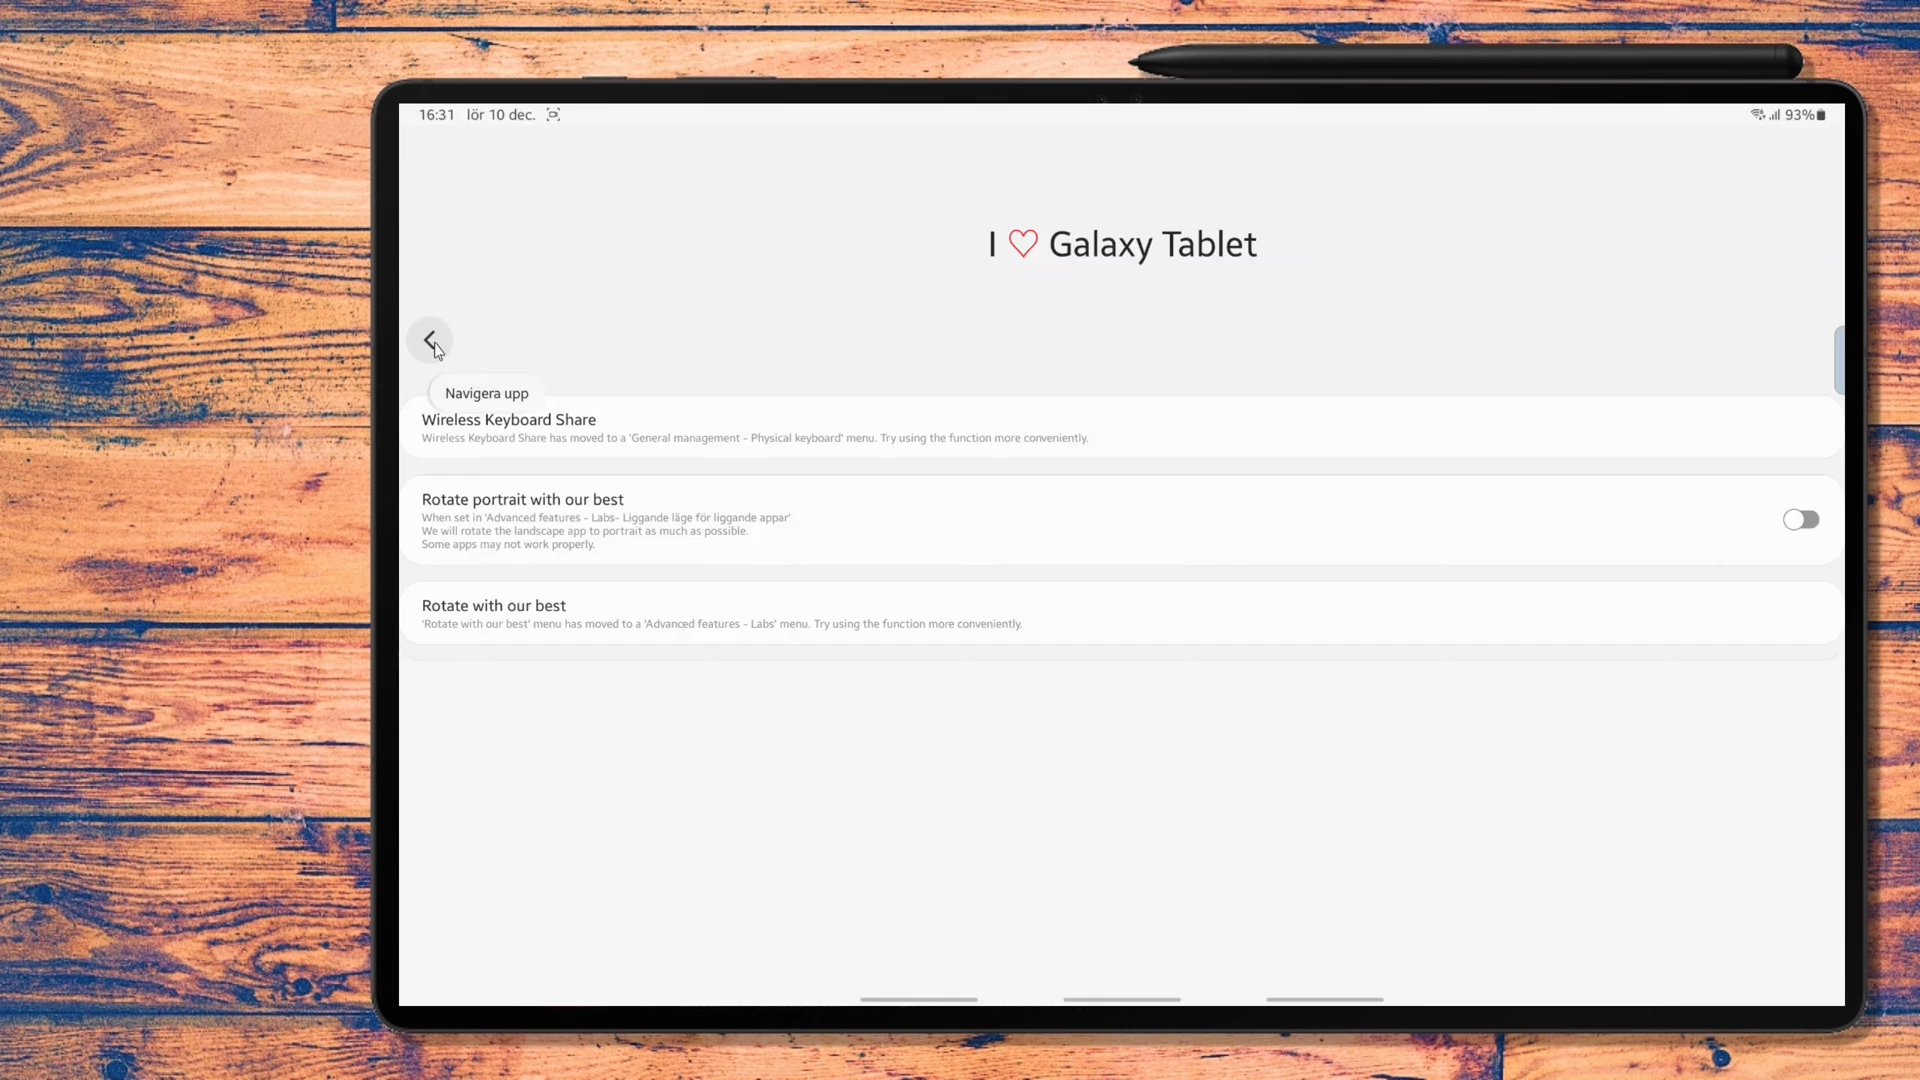 16:31 lör 10 dec. 93%
I ♡ Galaxy Tablet
Navigera upp
Wireless Keyboard Share
Wireless Keyboard Share has moved to a 'General management - Physical keyboard' menu. Try using the function more conveniently.
Rotate portrait with our best
When set in 'Advanced features - Labs- Liggande läge för liggande appar'
We will rotate the landscape app to portrait as much as possible.
Some apps may not work properly.
Rotate with our best
'Rotate with our best' menu has moved to a 'Advanced features - Labs' menu. Try using the function more conveniently.